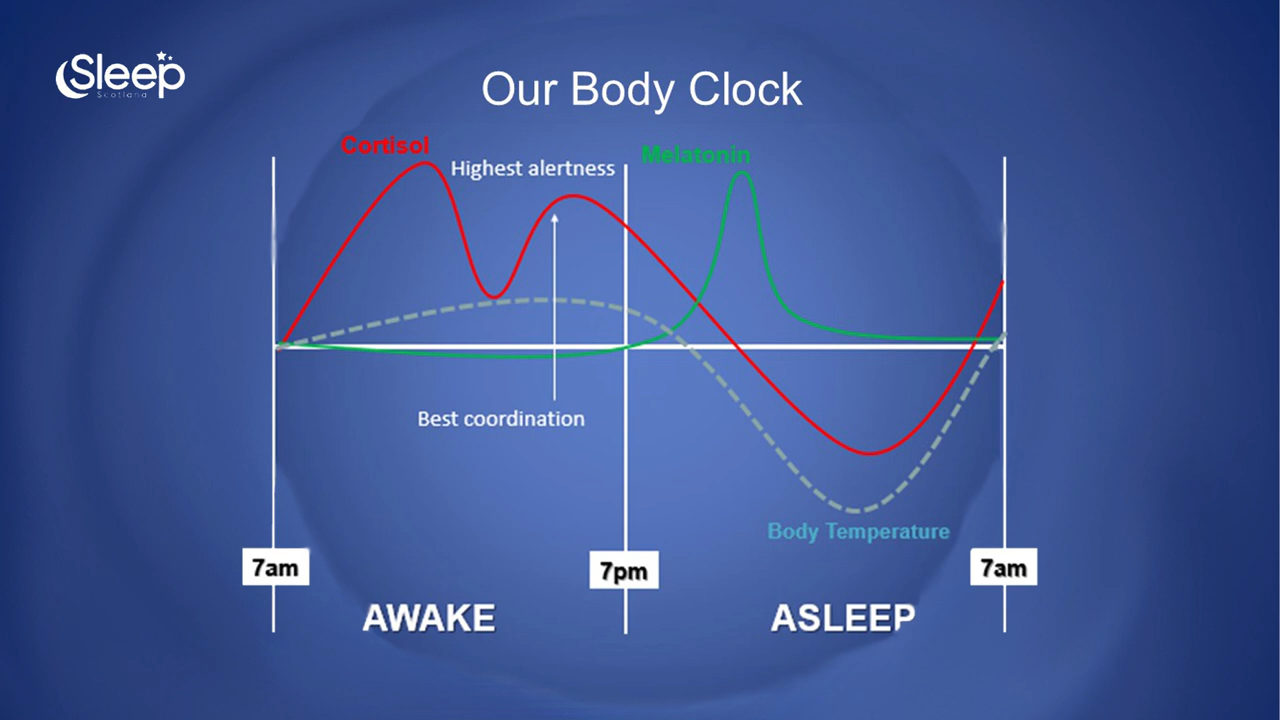 Sleep
Scotland
Our Body Clock
Cortisol
Highest alertness
Melatonin
Best coordination
Body Temperature
7am
7pm
7am
AWAKE
ASLEEP